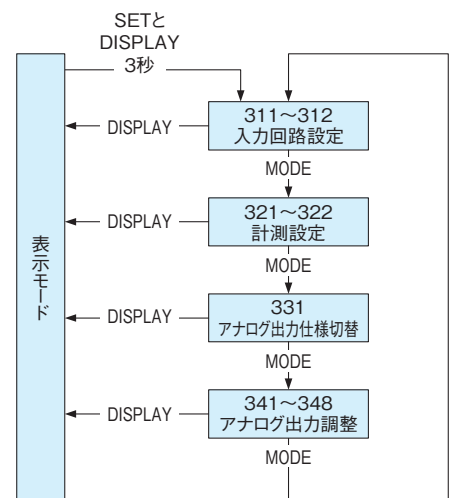 SETと
DISPLAY
3秒
311～312
入力回路設定
DISPLAY
MODE
321～322
計測設定
DISPLAY
MODE
表示モード
331
アナログ出力仕様切替
DISPLAY
MODE
341～348
アナログ出力調整
DISPLAY
MODE